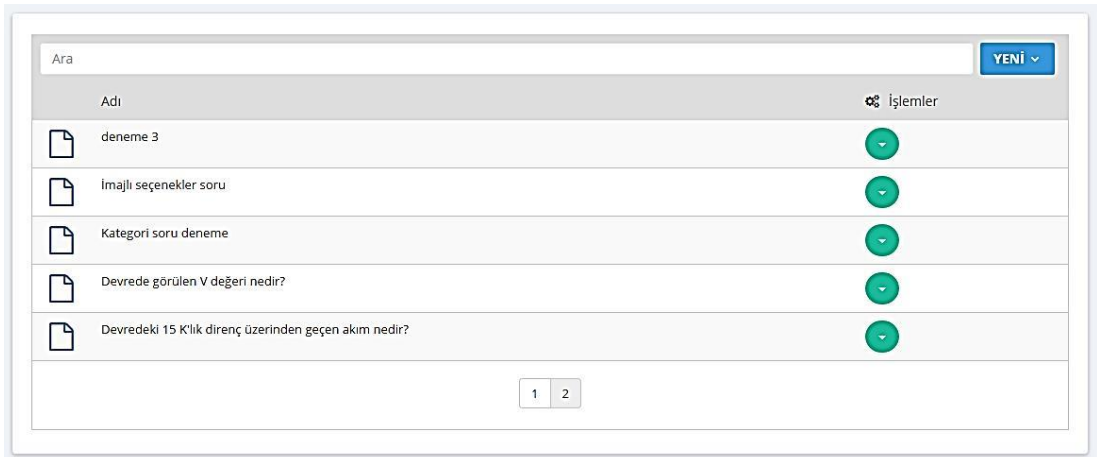 Ara
YENİ
Adı
İşlemler
deneme 3
İmajlı seçenekler soru
Kategori soru deneme
Devrede görülen V değeri nedir?
Devredeki 15 K'lık direnç üzerinden geçen akım nedir?
1 2